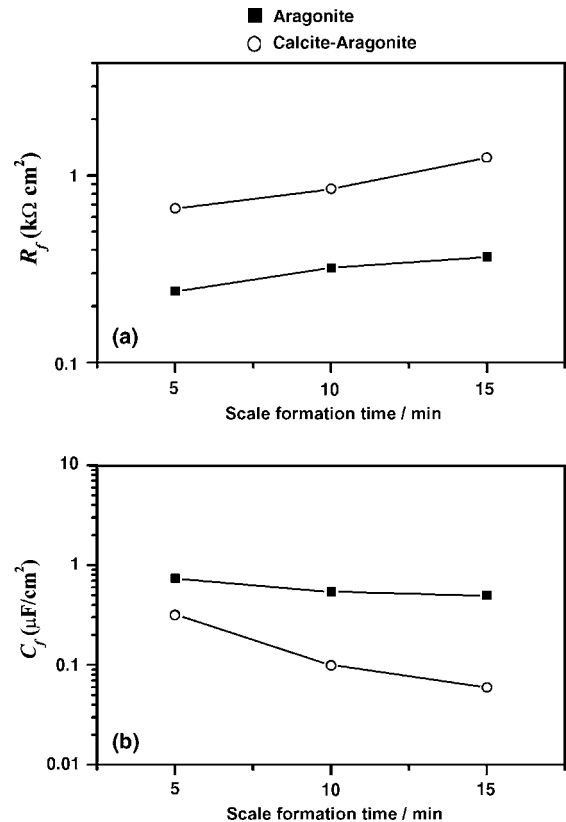 Aragonite
Calcite-Aragonite
R_f (kΩ cm²)
1
0.1
(a)
5 10 15
Scale formation time / min
C_f (μF/cm²)
10
1
0.1
0.01
(b)
5 10 15
Scale formation time / min